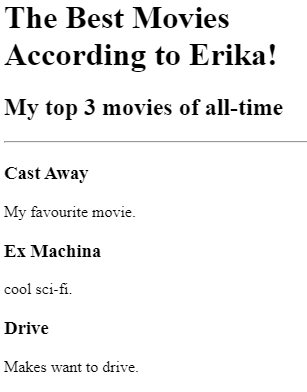 The Best Movies
According to Erika!
My top 3 movies of all-time
Cast Away
My favourite movie.
Ex Machina
cool sci-fi.
Drive
Makes want to drive.